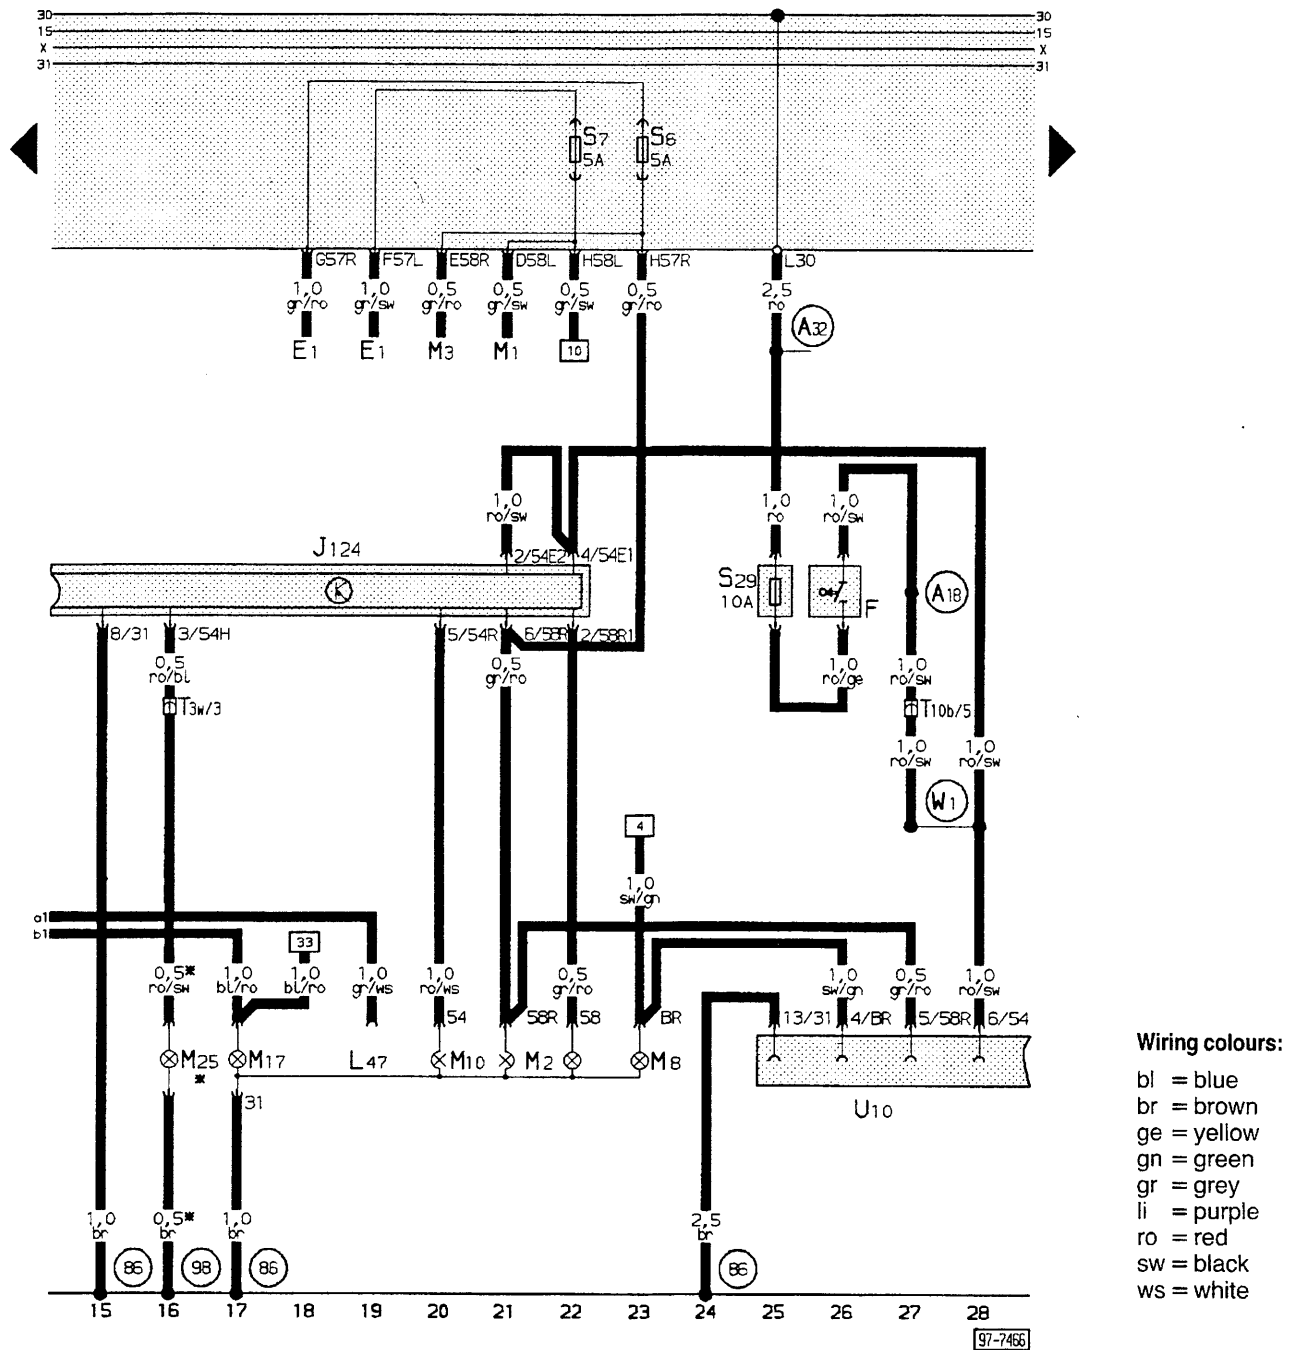 30 30
15 15
X X
31 31
S7 S6
5A 5A
G57R F57L E58R D58L H58L H57R L30
1,0 1,0 0,5 0,5 0,5 0,5 2,5
gr/ro gr/sw gr/ro gr/sw gr/sw gr/ro ro
A32
E1 E1 M3 M1 10
1,0 1,0 1,0
ro/sw ro ro/sw
J124 2/54E2 4/54E1
S29
10A
F
A18
8/31 3/54H 5/54R 6/58R 2/58R1
0,5 0,5 1,0 1,0
ro/bl gr/ro ro/ge ro/sw
T3w/3 T10b/5
1,0 1,0
ro/sw ro/sw
W1
4
1,0
sw/gn
a1
b1
33
0,5* 1,0 1,0 1,0 1,0 0,5 1,0 0,5 1,0
ro/sw bl/ro bl/ro gr/ws ro/ws gr/ro sw/gn gr/ro ro/sw
54 58R 58 BR 13/31 4/BR 5/58R 6/54
M25 M17 L47 M10 M2 M8
*
31
U10
Wiring colours:
bl = blue
br = brown
ge = yellow
gn = green
gr = grey
li = purple
ro = red
sw = black
ws = white
1,0 0,5* 1,0 2,5
br br br br
86 98 86 86
15 16 17 18 19 20 21 22 23 24 25 26 27 28
97-7466